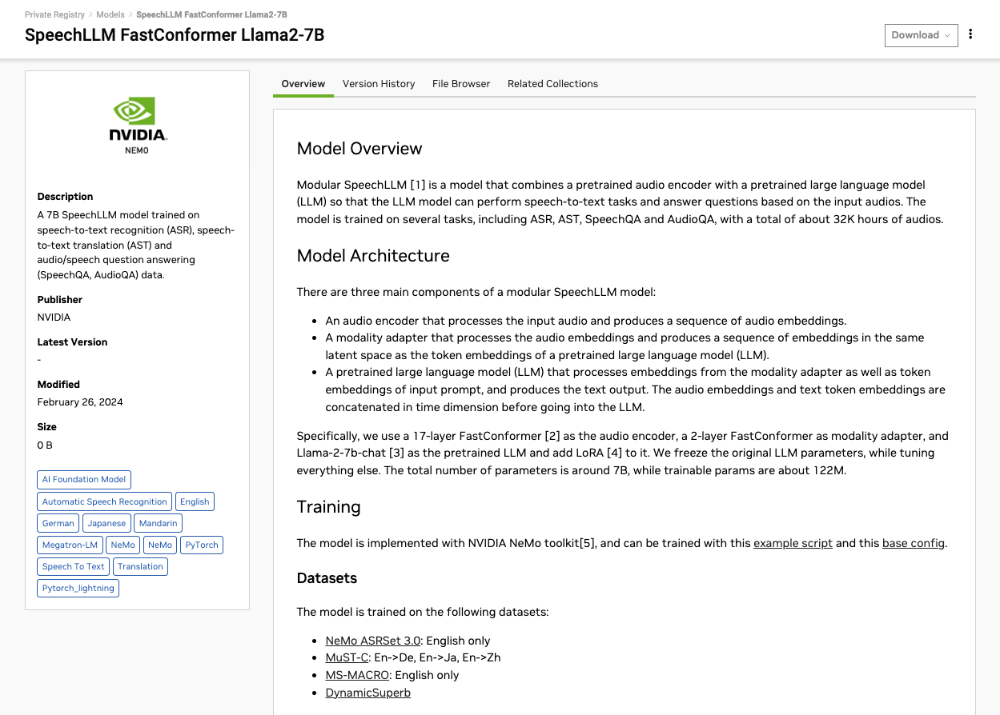 Private Registry > Models > SpeechLLM FastConformer Llama2-7B
SpeechLLM FastConformer Llama2-7B
Download
NVIDIA.
NEMO
Description
A 7B SpeechLLM model trained on
speech-to-text recognition (ASR), speech-
to-text translation (AST) and
audio/speech question answering
(SpeechQA, AudioQA) data.
Publisher
NVIDIA
Latest Version
-
Modified
February 26, 2024
Size
0 B
AI Foundation Model
Automatic Speech Recognition English
German Japanese Mandarin
Megatron-LM NeMo NeMo PyTorch
Speech To Text Translation
Pytorch_lightning
Overview Version History File Browser Related Collections
Model Overview
Modular SpeechLLM [1] is a model that combines a pretrained audio encoder with a pretrained large language model
(LLM) so that the LLM model can perform speech-to-text tasks and answer questions based on the input audios. The
model is trained on several tasks, including ASR, AST, SpeechQA and AudioQA, with a total of about 32K hours of audios.
Model Architecture
There are three main components of a modular SpeechLLM model:
• An audio encoder that processes the input audio and produces a sequence of audio embeddings.
• A modality adapter that processes the audio embeddings and produces a sequence of embeddings in the same
latent space as the token embeddings of a pretrained large language model (LLM).
• A pretrained large language model (LLM) that processes embeddings from the modality adapter as well as token
embeddings of input prompt, and produces the text output. The audio embeddings and text token embeddings are
concatenated in time dimension before going into the LLM.
Specifically, we use a 17-layer FastConformer [2] as the audio encoder, a 2-layer FastConformer as modality adapter, and
Llama-2-7b-chat [3] as the pretrained LLM and add LoRA [4] to it. We freeze the original LLM parameters, while tuning
everything else. The total number of parameters is around 7B, while trainable params are about 122M.
Training
The model is implemented with NVIDIA NeMo toolkit[5], and can be trained with this example script and this base config.
Datasets
The model is trained on the following datasets:
• NeMo ASRSet 3.0: English only
• MuST-C: En->De, En->Ja, En->Zh
• MS-MACRO: English only
• DynamicSuperb